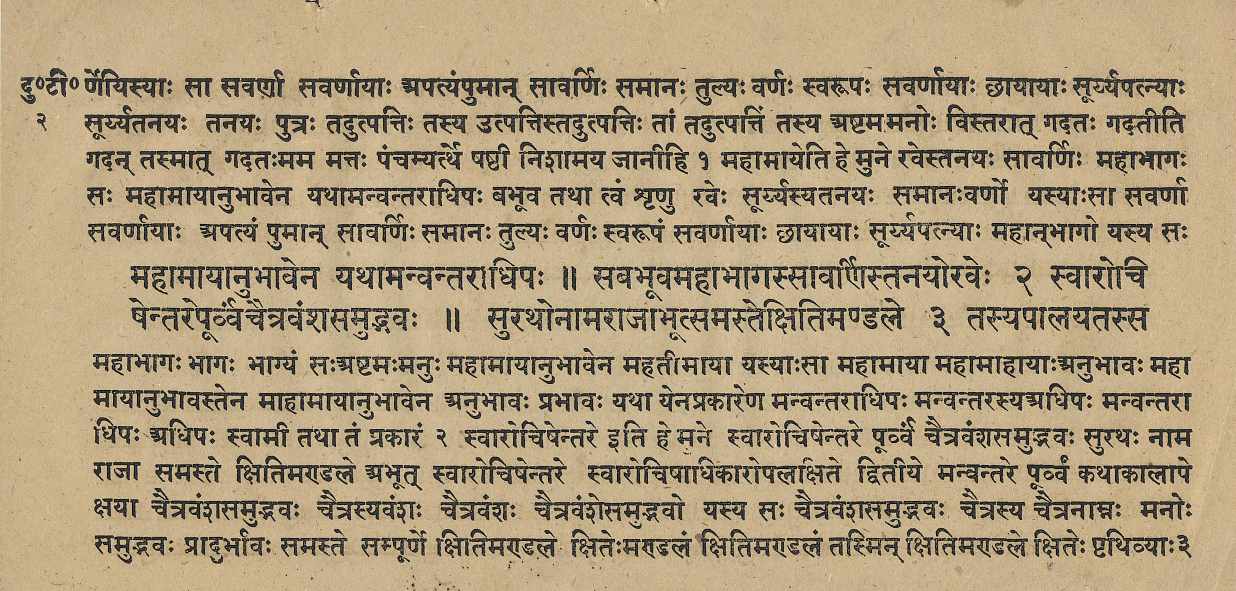 दु॰टी॰ र्णेयिस्याः सा सवर्णा सवर्णायाः अपत्यंपुमान् सावर्णिः समानः तुल्यः वर्णः स्वरूपः सवर्णायाः छायायाः सूर्य्यपत्न्याः
२ सूर्य्यतनयः तनयः पुत्रः तदुत्पत्तिः तस्य उत्पत्तिस्तदुत्पत्तिः तां तदुत्पत्तिं तस्य अष्टममनोः विस्तरात् गदतः गदतीति
गदन् तस्मात् गदतःमम मत्तः पंचम्यर्त्थे षष्टी निशामय जानीहि १ महामायेति हे मुने रवेस्तनयः सावर्णिः महाभागः
सः महामायानुभावेन यथामन्वन्तराधिपः बभूव तथा त्वं शृणु रवेः सूर्य्यस्यतनयः समानःवर्णो यस्याःसा सवर्णा
सवर्णायाः अपत्यं पुमान् सावर्णिः समानः तुल्यः वर्णः स्वरूपं सवर्णायाः छायायाः सूर्य्यपत्न्याः महान्भागो यस्य सः
महामायानुभावेन यथामन्वन्तराधिपः ॥ सबभूवमहाभागस्सावर्णिस्तनयोरवेः २ स्वारोचि
षेन्तरेपूर्व्वंचैत्रवंशसमुद्भवः ॥ सुरथोनामराजाभूत्समस्तेक्षितिमण्डले ३ तस्यपालयतस्स
महाभागः भागः भाग्यं सःअष्टमःमनुः महामायानुभावेन महतीमाया यस्याःसा महामाया महामाहायाःअनुभावः महा
मायानुभावस्तेन माहामायानुभावेन अनुभावः प्रभावः यथा येनप्रकारेण मन्वन्तराधिपः मन्वन्तरस्यअधिपः मन्वन्तरा
धिपः अधिपः स्वामी तथा तं प्रकारं २ स्वारोचिषेन्तरे इति हे मने स्वारोचिषेन्तरे पूर्व्वं चैत्रवंशसमुद्भवः सुरथः नाम
राजा समस्ते क्षितिमण्डले अभूत् स्वारोचिषेन्तरे स्वारोचिषाधिकारोपलक्षिते द्वितीये मन्वन्तरे पूर्व्वं कथाकालापे
क्षया चैत्रवंशसमुद्भवः चैत्रस्यवंशः चैत्रवंशः चैत्रवंशेसमुद्भवो यस्य सः चैत्रवंशसमुद्भवः चैत्रस्य चैत्रनाम्नः मनोः
समुद्भवः प्रादुर्भावः समस्ते सम्पूर्णे क्षितिमण्डले क्षितेःमण्डलं क्षितिमण्डलं तस्मिन् क्षितिमण्डले क्षितेः पृथिव्याः३